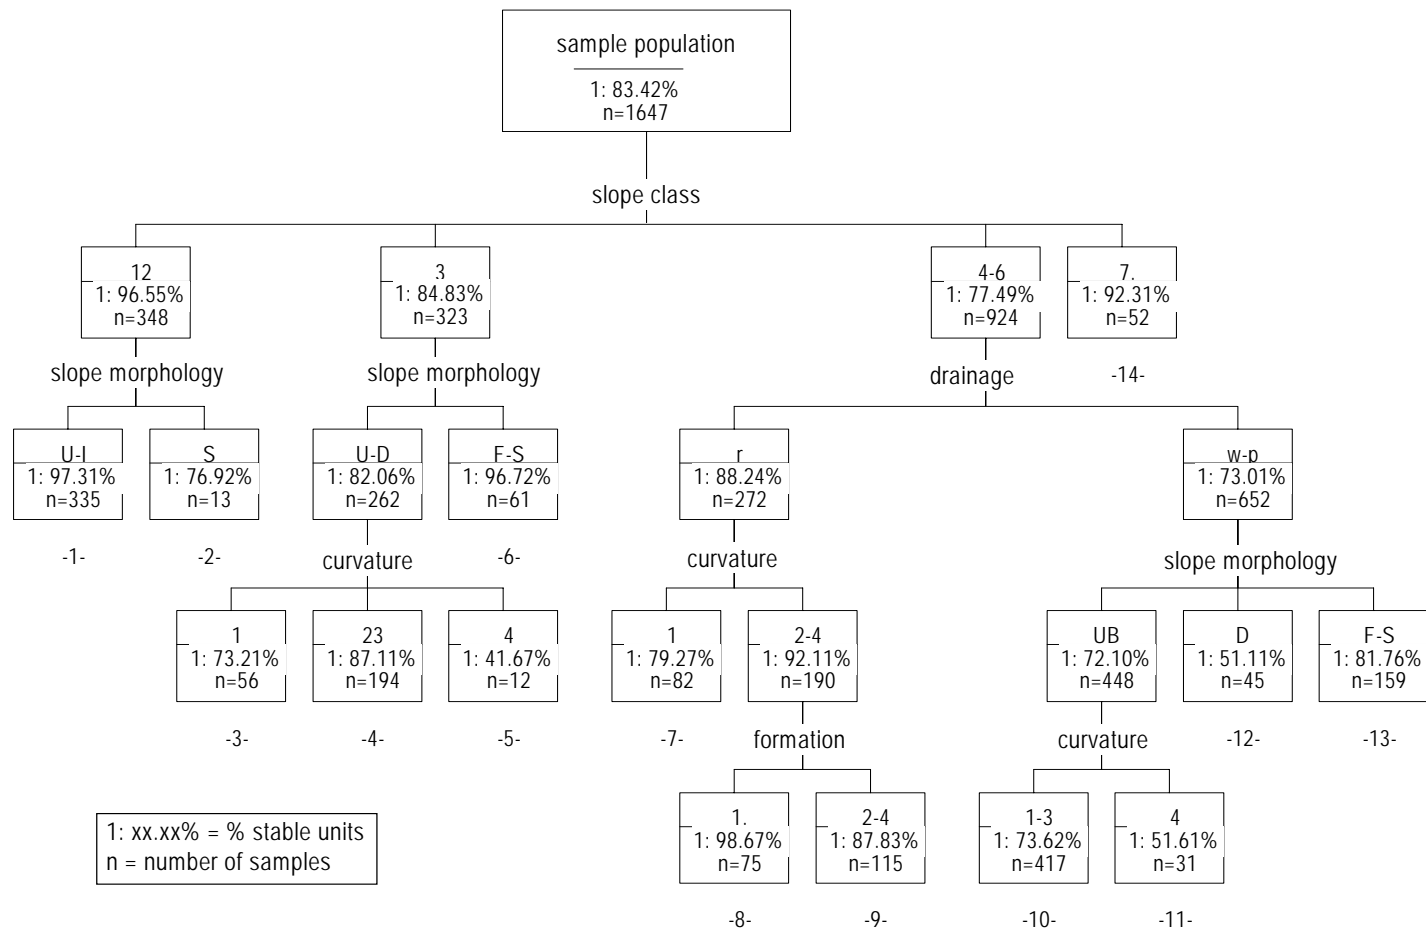 sample population
1: 83.42%
n=1647
slope class
12
1: 96.55%
n=348
3
1: 84.83%
n=323
4-6
1: 77.49%
n=924
7.
1: 92.31%
n=52
slope morphology
slope morphology
drainage
-14-
U-I
1: 97.31%
n=335
S
1: 76.92%
n=13
U-D
1: 82.06%
n=262
F-S
1: 96.72%
n=61
r
1: 88.24%
n=272
w-p
1: 73.01%
n=652
-1-
-2-
curvature
-6-
curvature
slope morphology
1
1: 73.21%
n=56
23
1: 87.11%
n=194
4
1: 41.67%
n=12
1
1: 79.27%
n=82
2-4
1: 92.11%
n=190
UB
1: 72.10%
n=448
D
1: 51.11%
n=45
F-S
1: 81.76%
n=159
-3-
-4-
-5-
-7-
formation
curvature
-12-
-13-
1.
1: 98.67%
n=75
2-4
1: 87.83%
n=115
1-3
1: 73.62%
n=417
4
1: 51.61%
n=31
1: xx.xx% = % stable units
n = number of samples
-8-
-9-
-10-
-11-